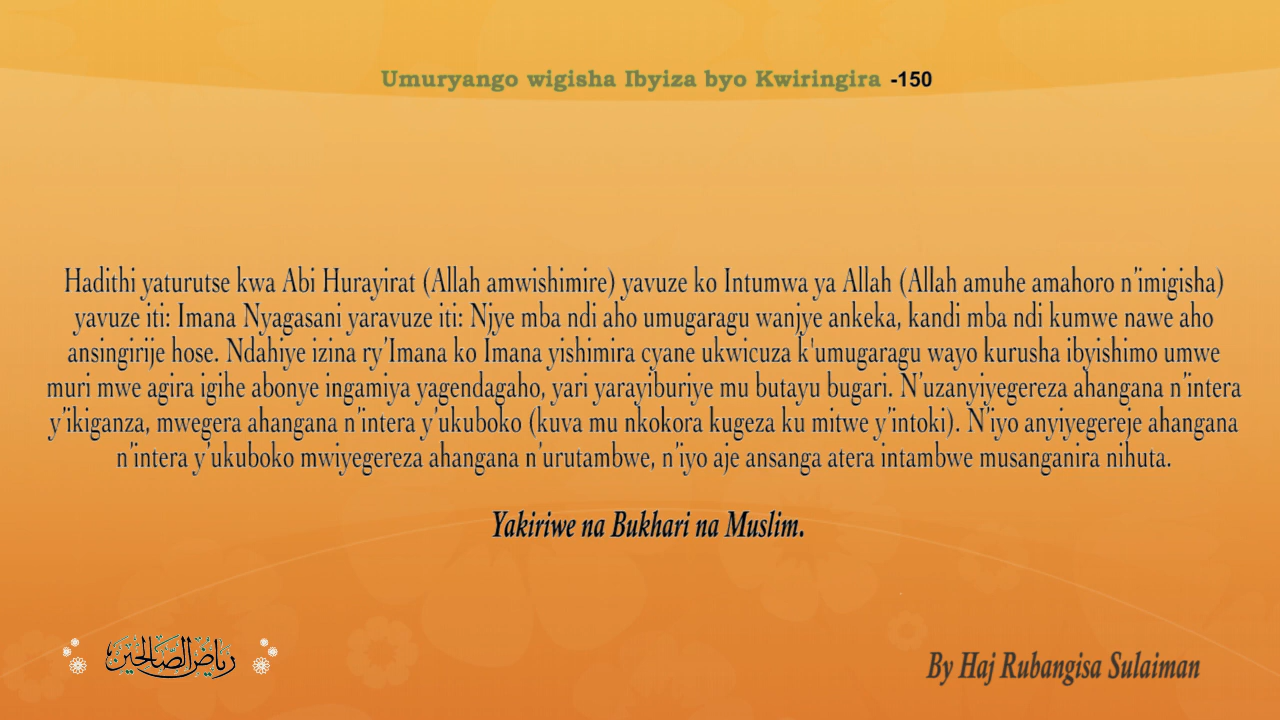 Umuryango wigisha Ibyiza byo Kwiringira -150
Hadithi yaturutse kwa Abi Hurayirat (Allah amwishimire) yavuze ko Intumwa ya Allah (Allah amuhe amahoro n'imigisha)
yavuze iti: Imana Nyagasani yaravuze iti: Njye mba ndi aho umugaragu wanjye ankeka, kandi mba ndi kumwe nawe aho
ansingirije hose. Ndahiye izina ry'Imana ko Imana yishimira cyane ukwicuza k'umugaragu wayo kurusha ibyishimo umwe
muri mwe agira igihe abonye ingamiya yagendagaho, yari yarayiburiye mu butayu bugari. N'uzanyiyegereza ahangana n'intera
y'ikiganza, mwegera ahangana n'intera y'ukuboko (kuva mu nkokora kugeza ku mitwe y'intoki). N'iyo anyiyegereje ahangana
n'intera y'ukuboko mwiyegereza ahangana n'urutambwe, n'iyo aje ansanga atera intambwe musanganira nihuta.
Yakiriwe na Bukhari na Muslim.
رياض الصالحين
By Haj Rubangisa Sulaiman